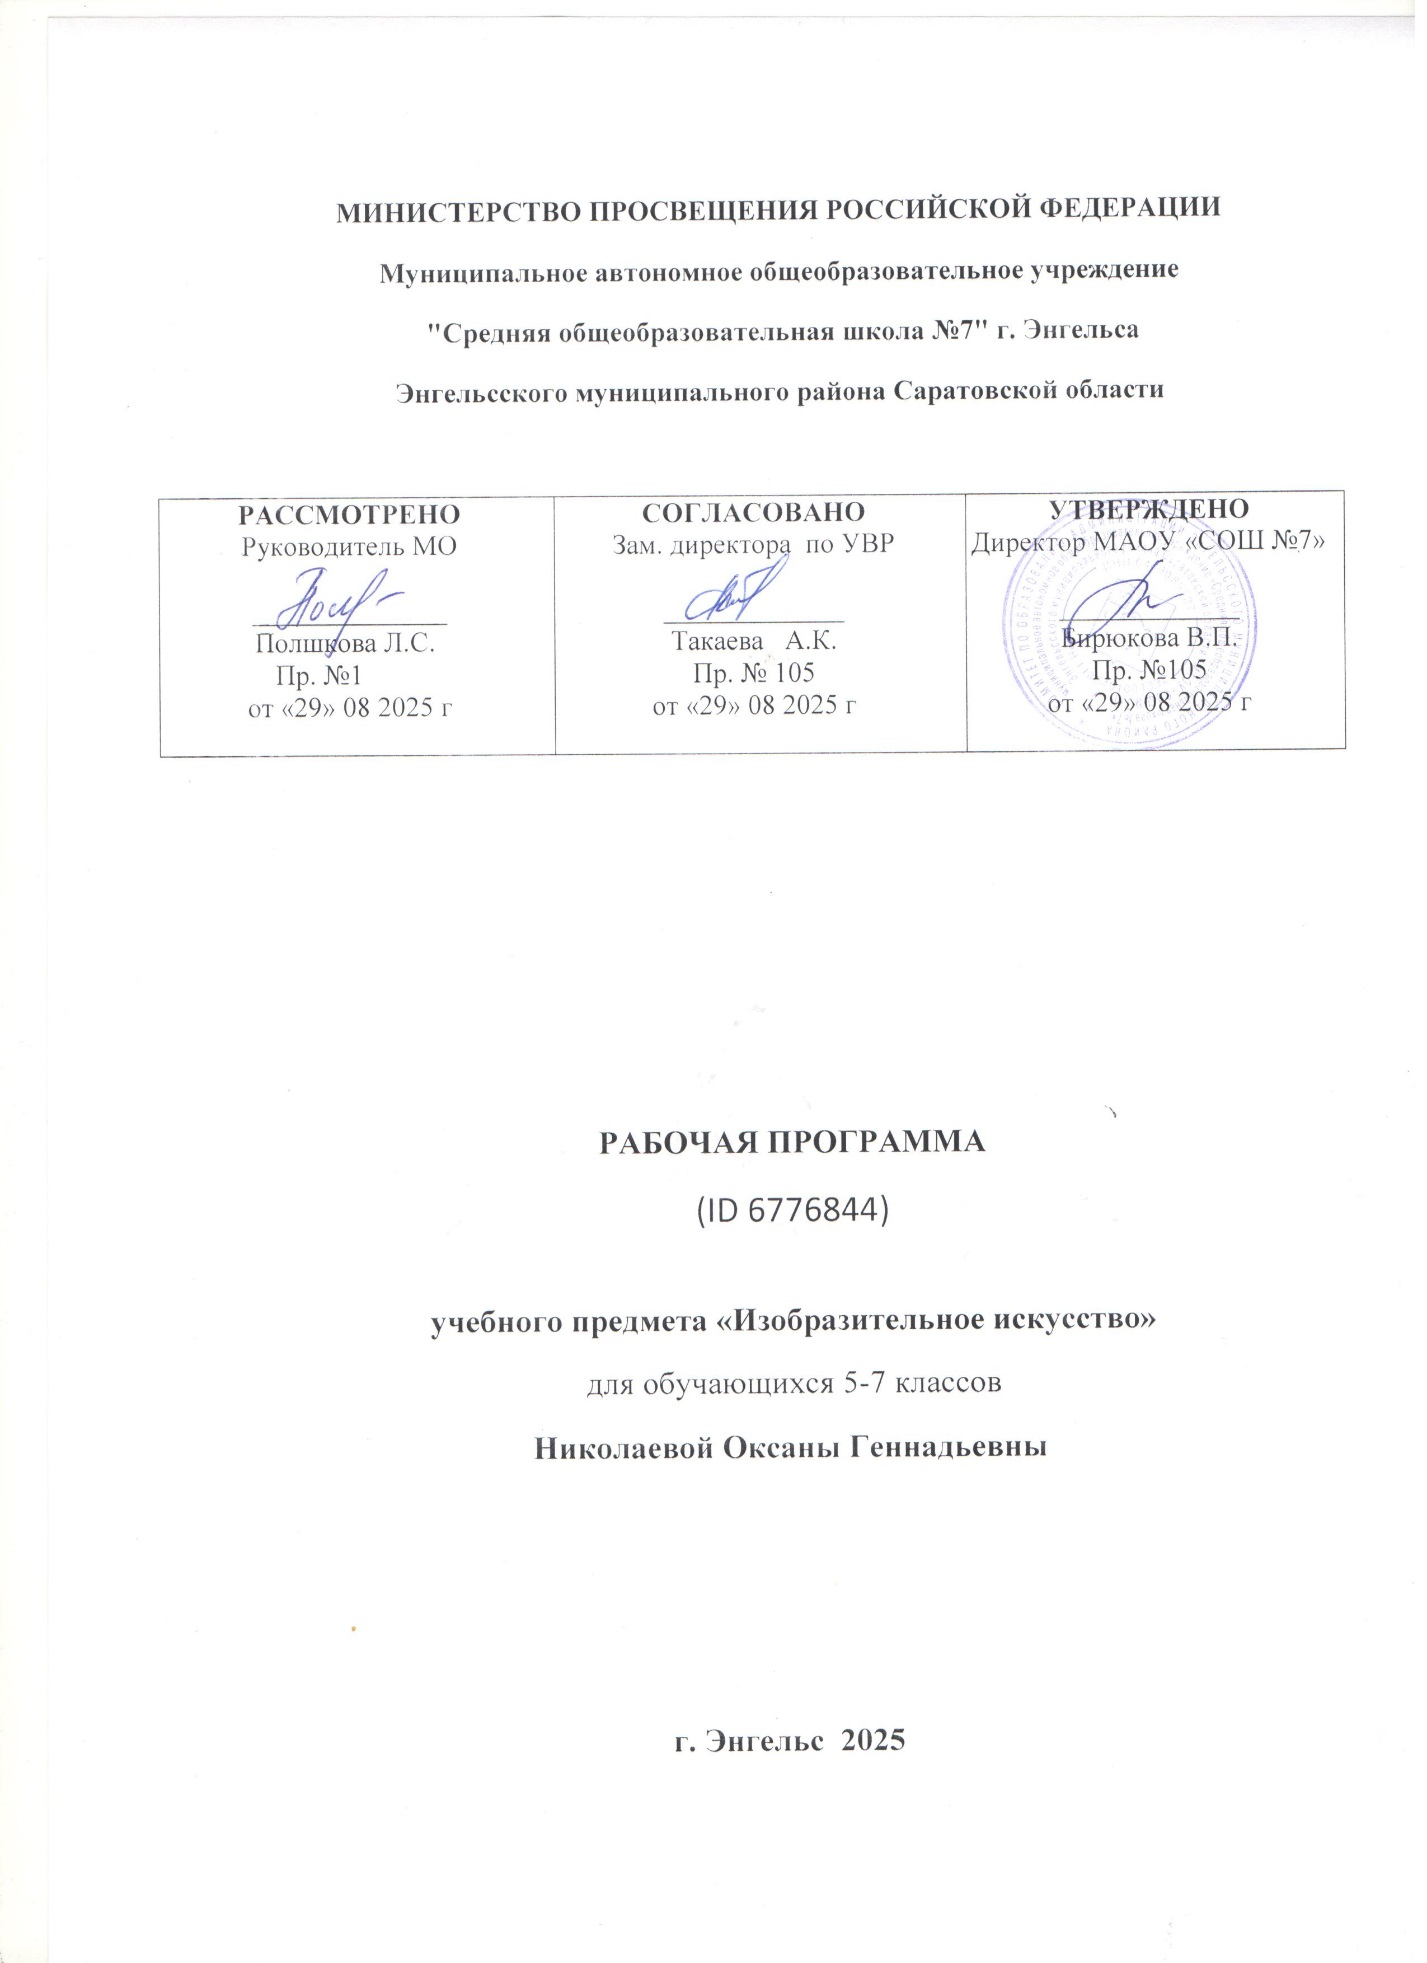 МИНИСТЕРСТВО ПРОСВЕЩЕНИЯ РОССИЙСКОЙ ФЕДЕРАЦИИ
Муниципальное автономное общеобразовательное учреждение
"Средняя общеобразовательная школа №7" г. Энгельса
Энгельсского муниципального района Саратовской области
РАССМОТРЕНО
Руководитель МО
Полшкова Л.С.
Пр. №1
от «29» 08 2025 г
СОГЛАСОВАНО
Зам. директора по УВР
Такаева А.К.
Пр. № 105
от «29» 08 2025 г
УТВЕРЖДЕНО
Директор МАОУ «СОШ №7»
Бирюкова В.П.
Пр. №105
от «29» 08 2025 г
РАБОЧАЯ ПРОГРАММА
(ID 6776844)
учебного предмета «Изобразительное искусство»
для обучающихся 5-7 классов
Николаевой Оксаны Геннадьевны
г. Энгельс 2025